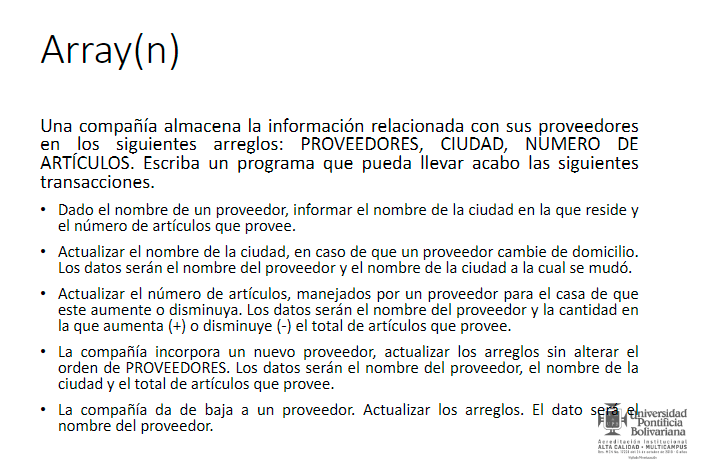 Array(n)
Una compañía almacena la información relacionada con sus proveedores
en los siguientes arreglos: PROVEEDORES, CIUDAD, NUMERO DE
ARTÍCULOS. Escriba un programa que pueda llevar acabo las siguientes
transacciones.
• Dado el nombre de un proveedor, informar el nombre de la ciudad en la que reside y
el número de artículos que provee.
• Actualizar el nombre de la ciudad, en caso de que un proveedor cambie de domicilio.
Los datos serán el nombre del proveedor y el nombre de la ciudad a la cual se mudó.
• Actualizar el número de artículos, manejados por un proveedor para el casa de que
este aumente o disminuya. Los datos serán el nombre del proveedor y la cantidad en
la que aumenta (+) o disminuye (-) el total de artículos que provee.
• La compañía incorpora un nuevo proveedor, actualizar los arreglos sin alterar el
orden de PROVEEDORES. Los datos serán el nombre del proveedor, el nombre de la
ciudad y el total de artículos que provee.
• La compañía da de baja a un proveedor. Actualizar los arreglos. El dato será el
nombre del proveedor.
Universidad
Pontificia
Bolivariana
Acreditación Institucional
ALTA CALIDAD · MULTICAMPUS